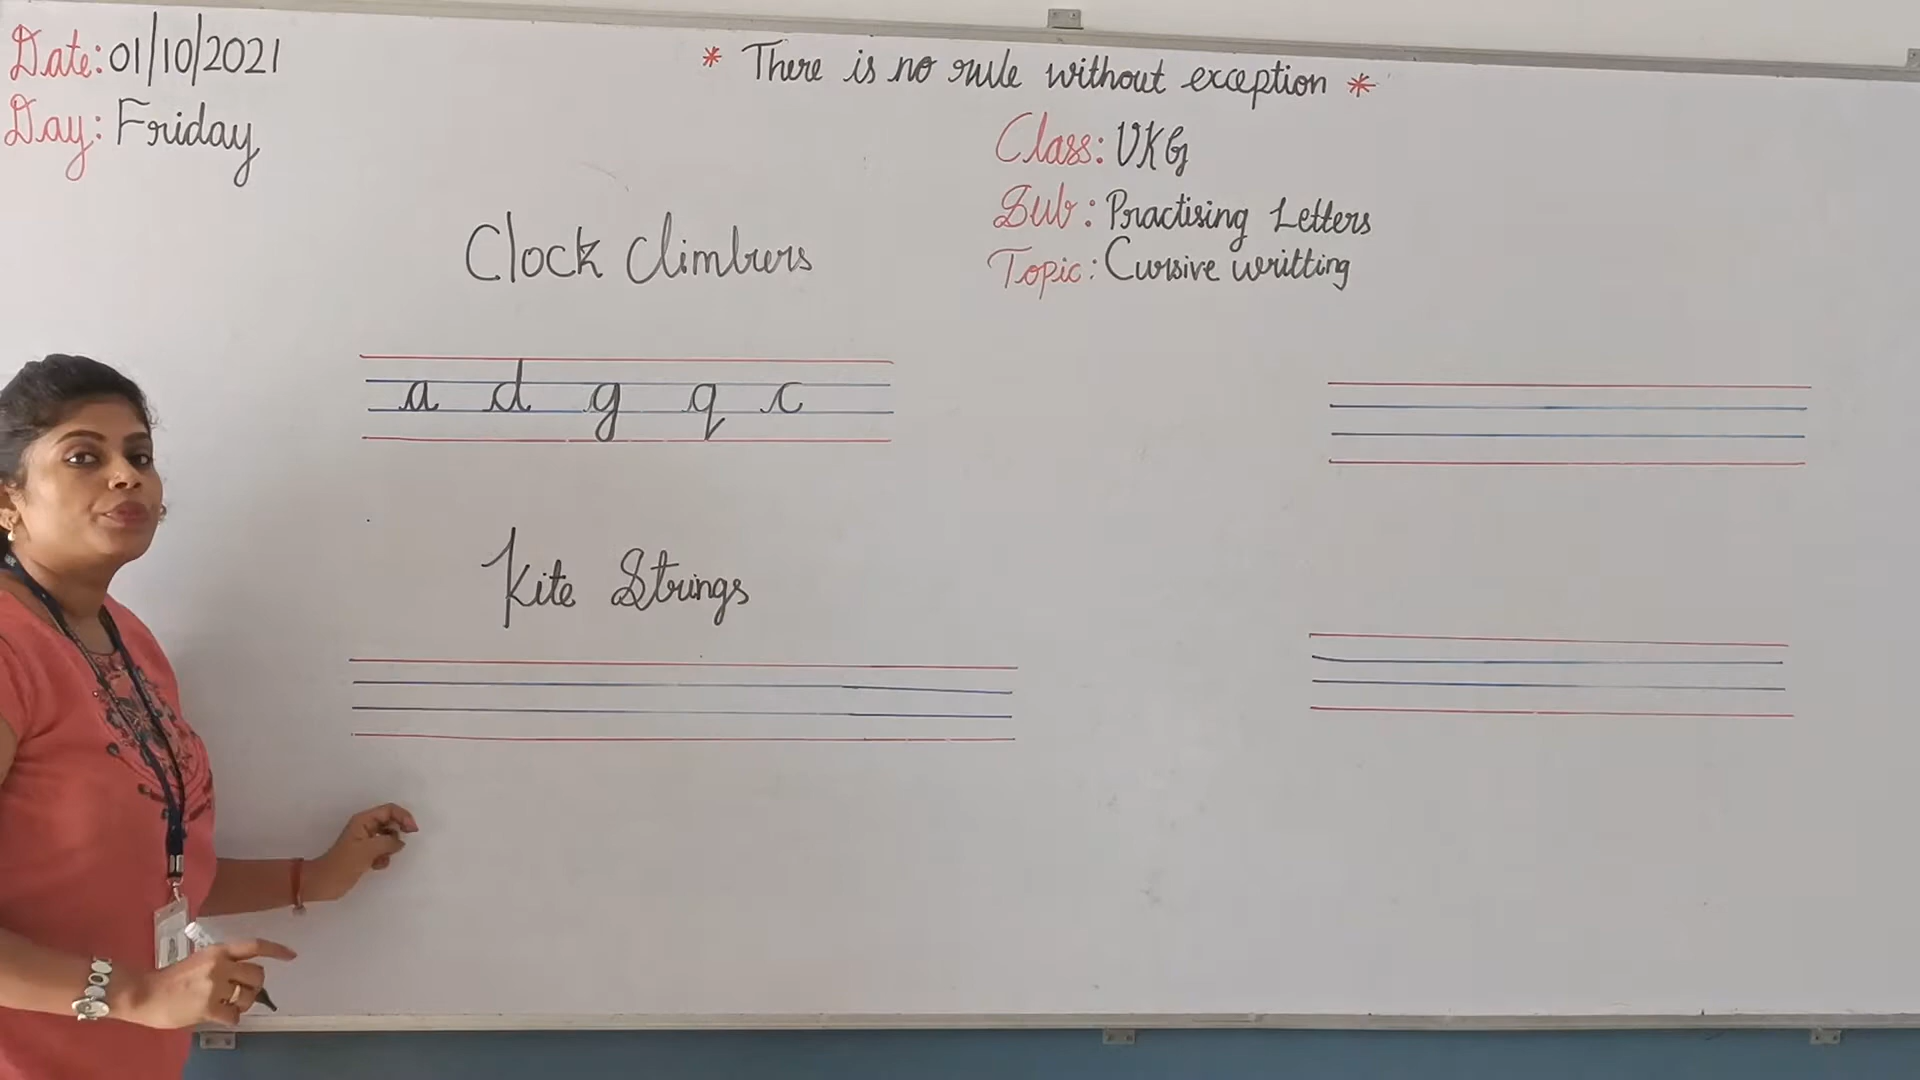 Date: 01/10/2021
Day: Friday
* There is no rule without exception *
Class: UKG
Sub: Practising Letters
Topic: Cursive writting
Clock Climbers
a d g q c
Kite Strings